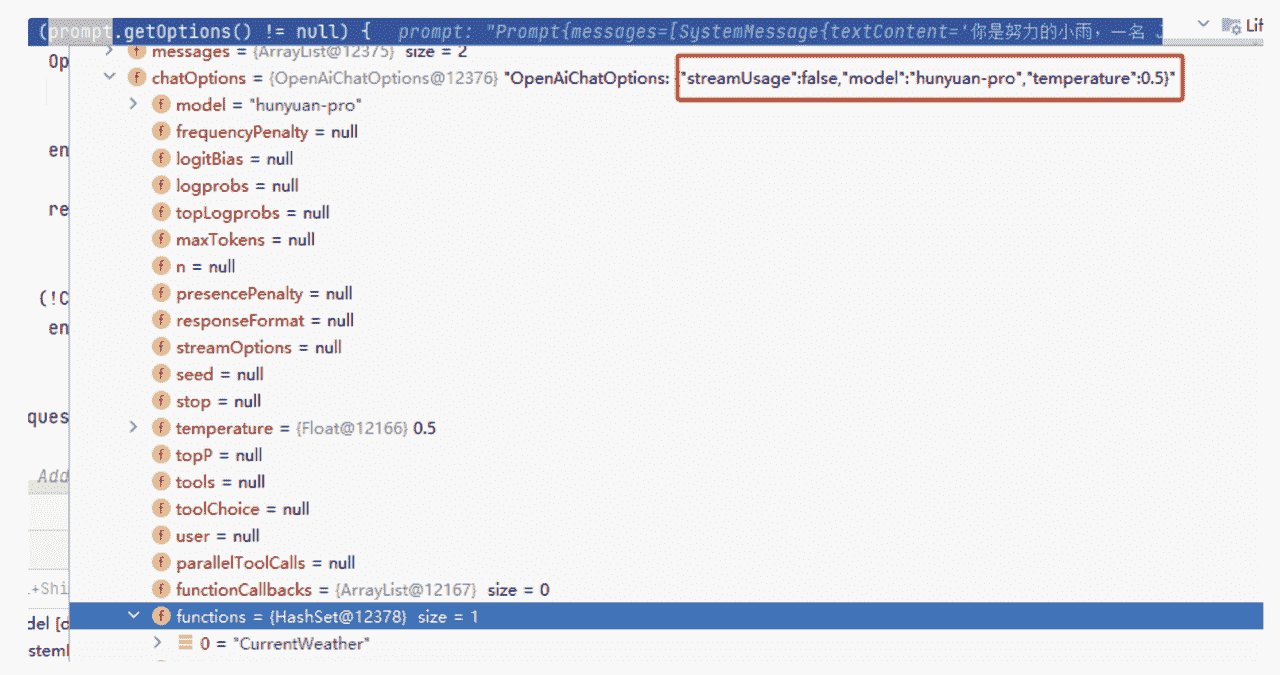 (prompt.getOptions() != null) { prompt: "Prompt{messages=[SystemMessage{textContent='你是努力的小雨，一名 J
Lif
Op
messages = {ArrayList@12375} size = 2
chatOptions = {OpenAiChatOptions@12376} "OpenAiChatOptions: {"streamUsage":false,"model":"hunyuan-pro","temperature":0.5}"
model = "hunyuan-pro"
frequencyPenalty = null
en
logitBias = null
logprobs = null
re
topLogprobs = null
maxTokens = null
n = null
(!C
presencePenalty = null
en
responseFormat = null
streamOptions = null
seed = null
stop = null
ques
temperature = {Float@12166} 0.5
topP = null
Add
tools = null
toolChoice = null
user = null
parallelToolCalls = null
.+Shi
functionCallbacks = {ArrayList@12167} size = 0
del [c
functions = {HashSet@12378} size = 1
stemI
0 = "CurrentWeather"